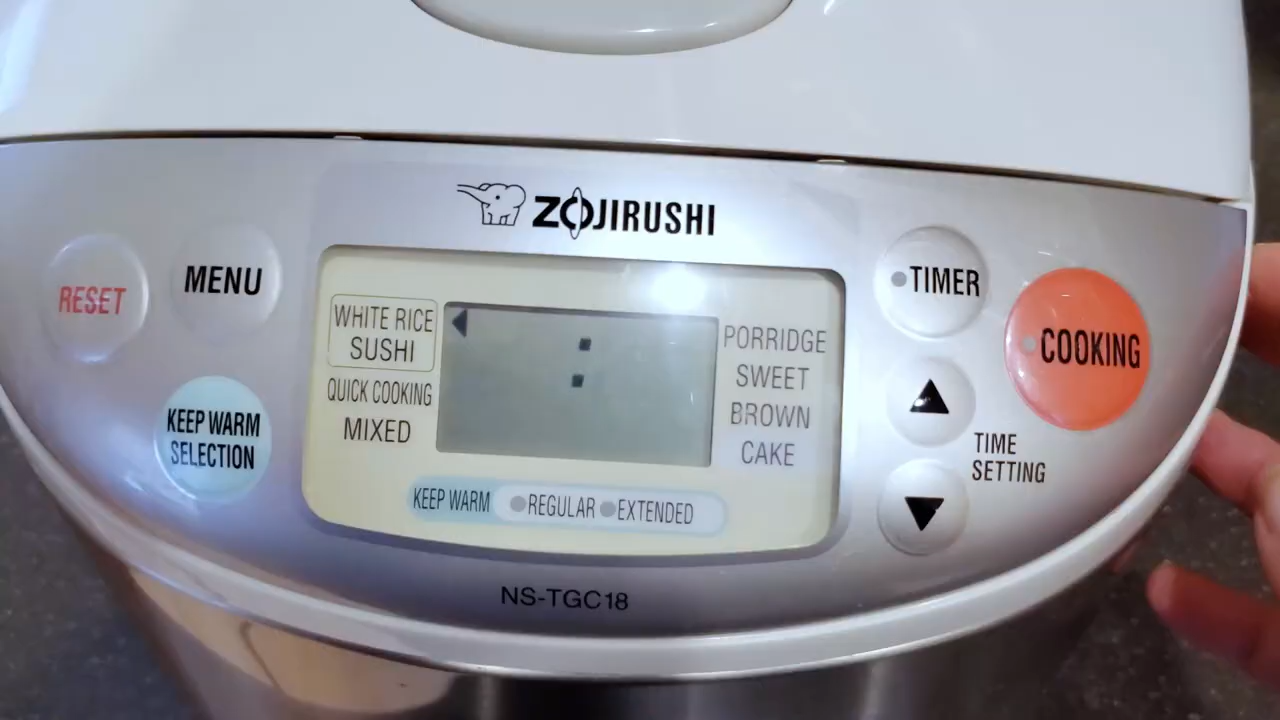 ZOJIRUSHI
RESET
MENU
KEEP WARM
SELECTION
WHITE RICE
SUSHI
QUICK COOKING
MIXED
:
PORRIDGE
SWEET
BROWN
CAKE
KEEP WARM REGULAR EXTENDED
TIMER
COOKING
TIME
SETTING
NS-TGC18